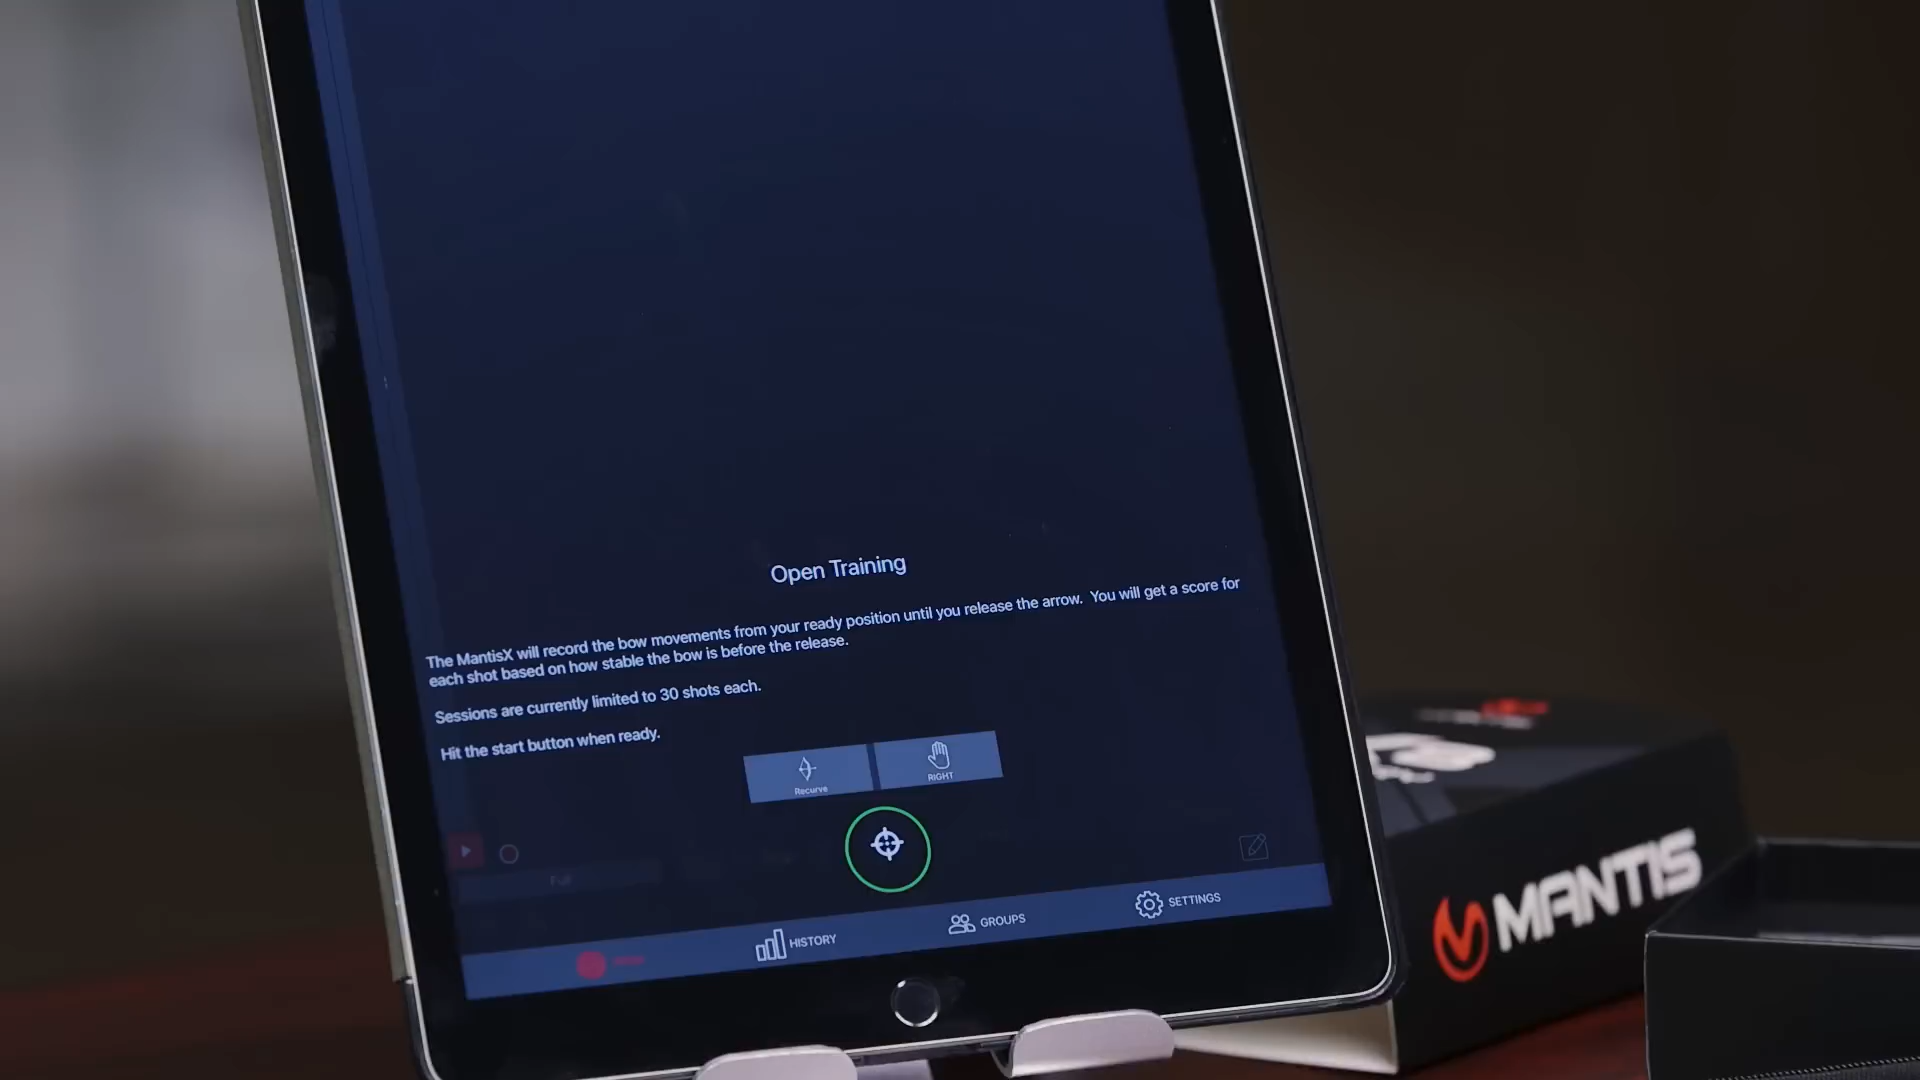 Open Training
The MantisX will record the bow movements from your ready position until you release the arrow. You will get a score for
each shot based on how stable the bow is before the release.
Sessions are currently limited to 30 shots each.
Hit the start button when ready.
Recurve
RIGHT
Full
HISTORY
GROUPS
SETTINGS
MANTIS